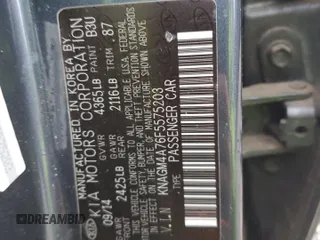 MANUFACTURED IN KOREA BY
KIA MOTORS CORPORATION
09/14 GVWR 4365LB PAINT B3U
GAWR 2425LB GAWR REAR 2116LB TRIM 87
THIS VEHICLE CONFORMS TO ALL APPLICABLE U.S.A. FEDERAL
MOTOR VEHICLE SAFETY, BUMPER, AND THEFT PREVENTION
STANDARDS IN EFFECT ON THE DATE OF MANUFACTURE SHOWN ABOVE
V.I.N: KNAGM4A76F5575203
TYPE: PASSENGER CAR
DREAMBID.COM